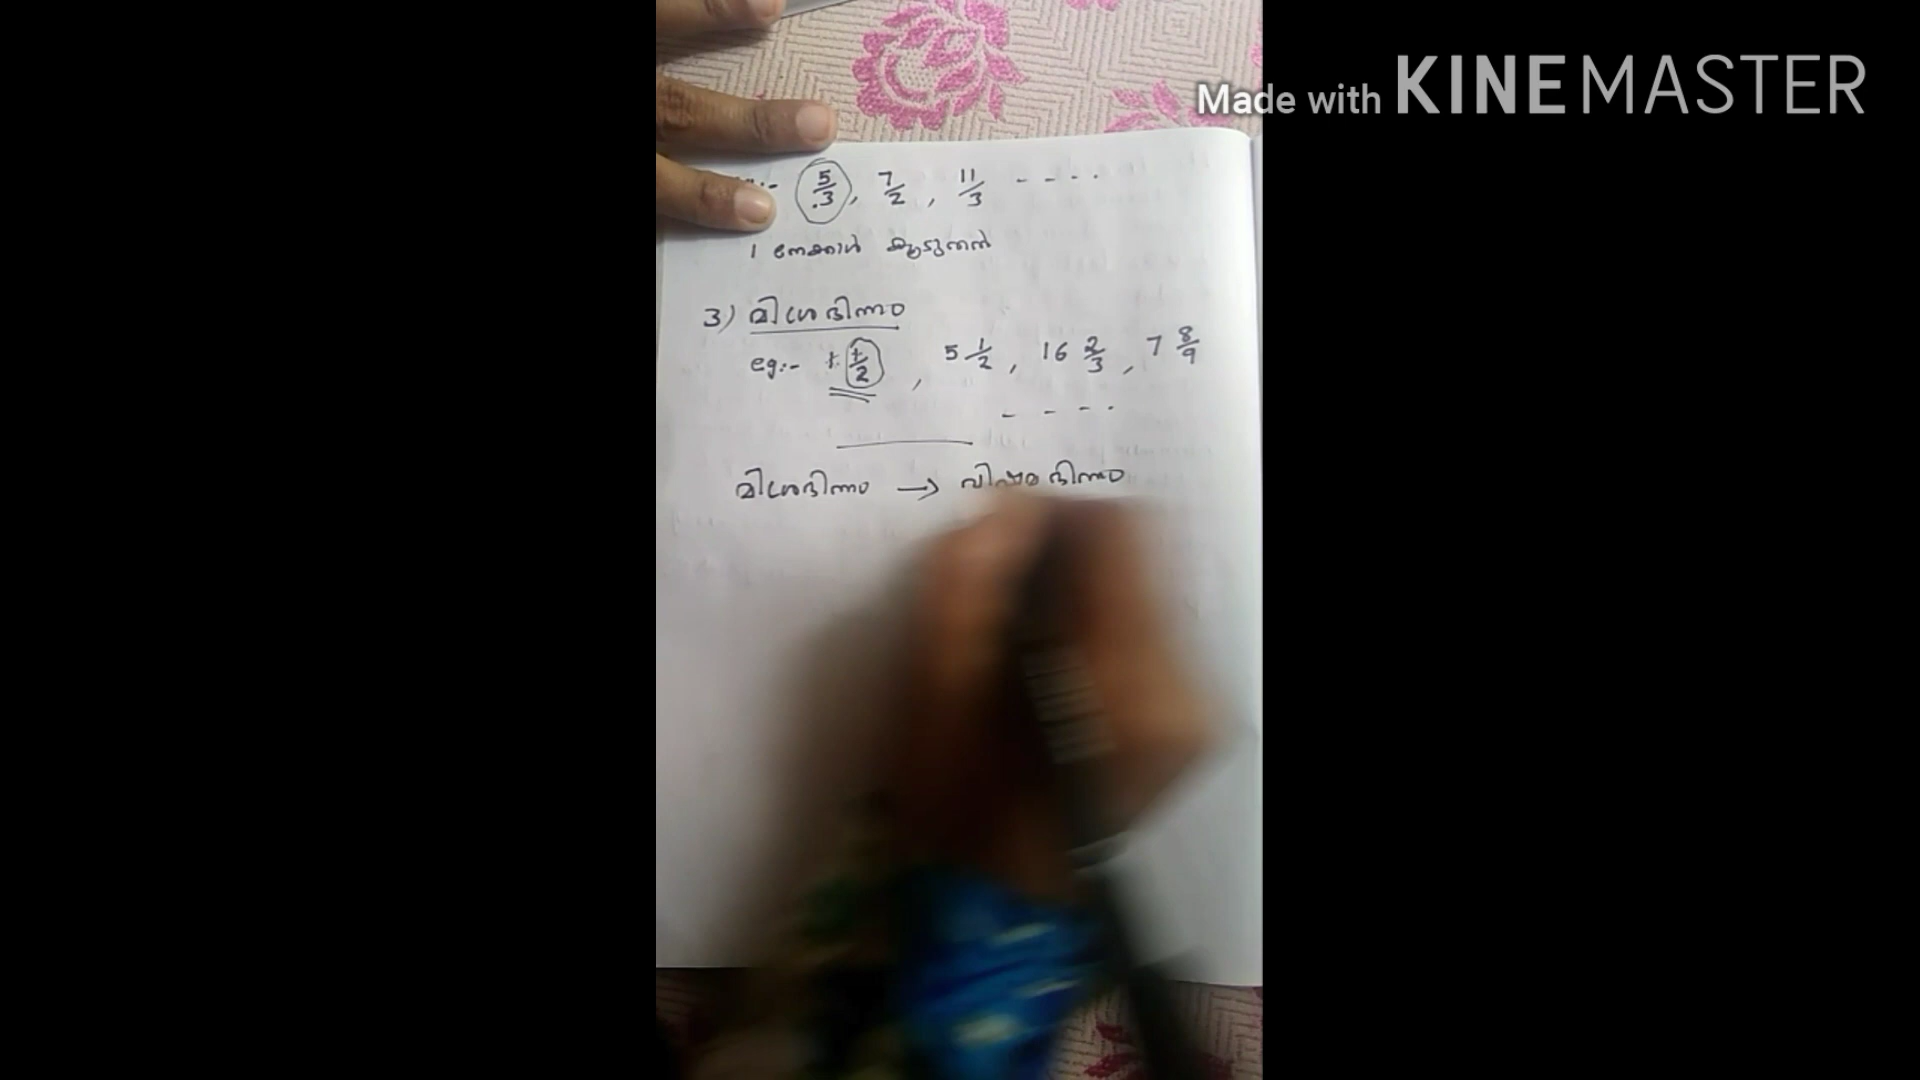 Made with KINEMASTER
5/3, 7/2, 11/3 - - - -
1 നേക്കാൾ കൂടുതൽ
3) മിശ്രഭിന്നം
eg:- 1 1/2, 5 1/2, 16 2/3, 7 8/9
- - - -
മിശ്രഭിന്നം → വിഷമഭിന്നം